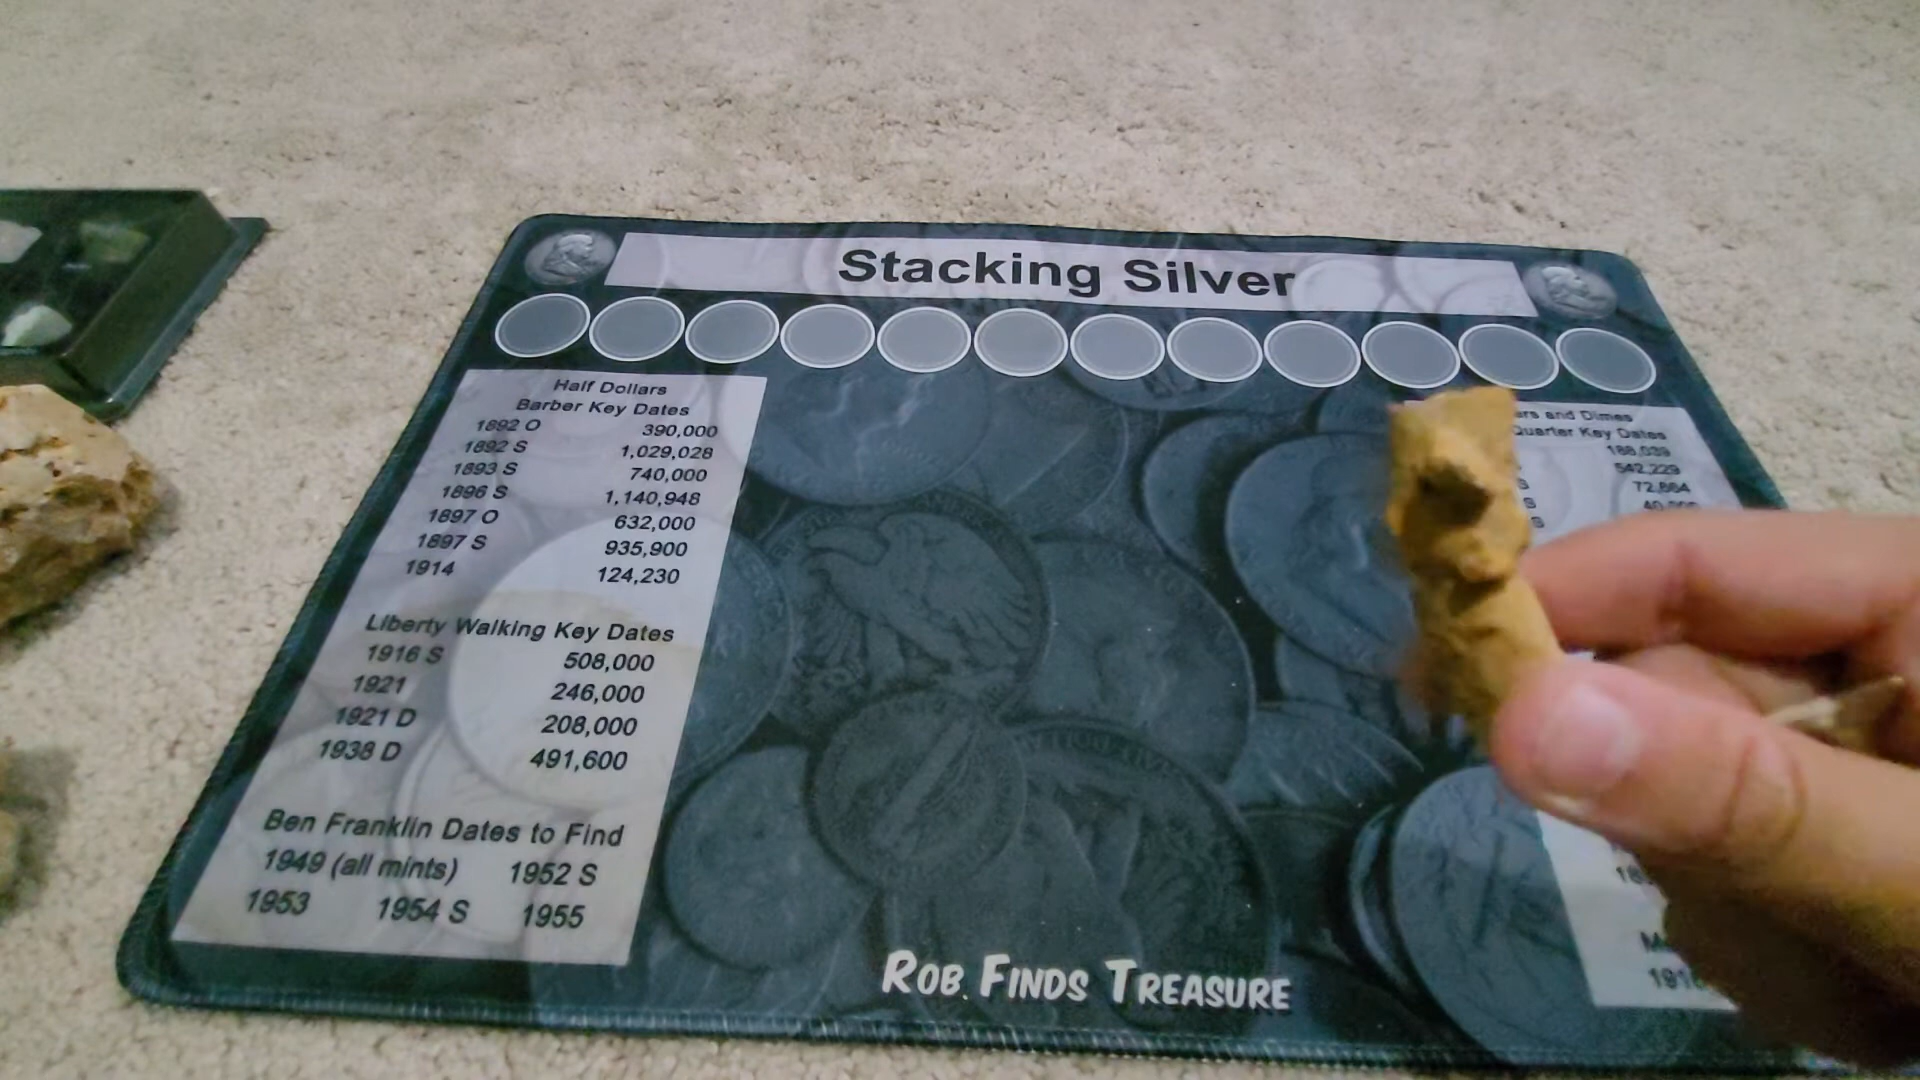 Stacking Silver
Half Dollars
Barber Key Dates
1892 O 390,000
1892 S 1,029,028
1893 S 740,000
1896 S 1,140,948
1897 O 632,000
1897 S 935,900
1914 124,230
Liberty Walking Key Dates
1916 S 508,000
1921 246,000
1921 D 208,000
1938 D 491,600
Ben Franklin Dates to Find
1949 (all mints) 1952 S
1953 1954 S 1955
and Dimes
Quarter Key Dates
188,039
542,229
72,664
ROB FINDS TREASURE